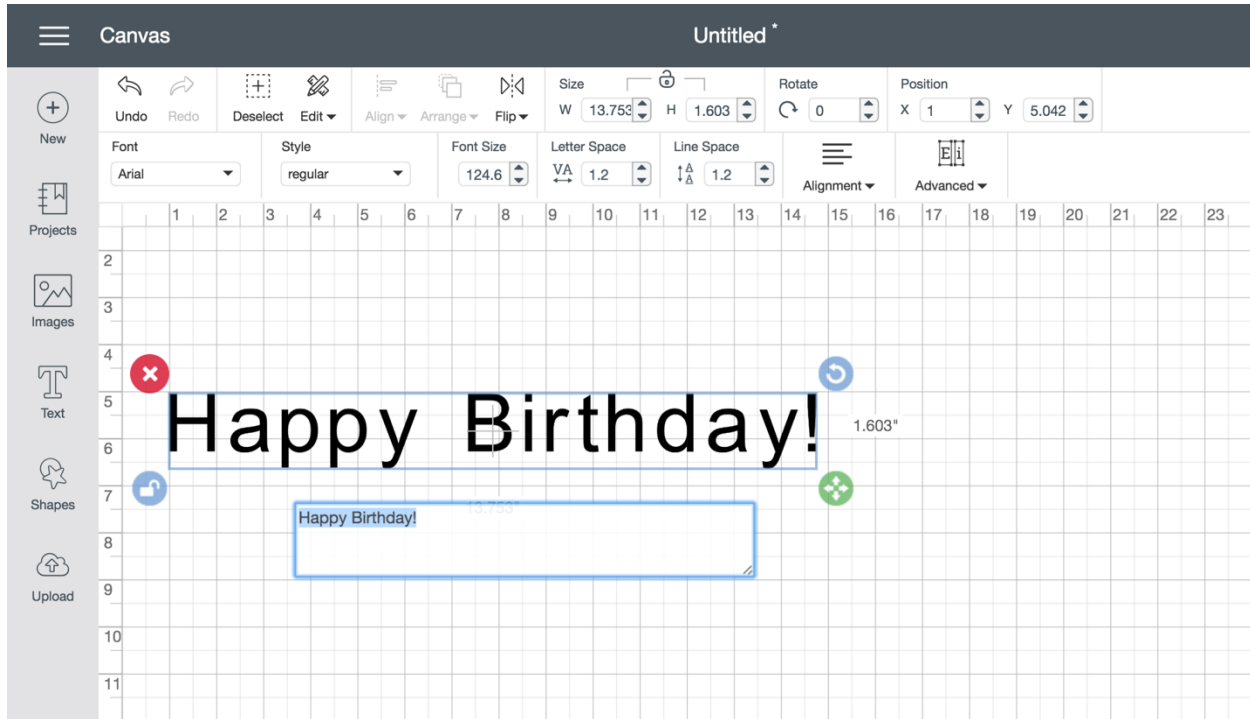 Canvas
Untitled *
New
Projects
Images
Text
Shapes
Upload
Undo Redo Deselect Edit Align Arrange Flip
Size
W 13.753 H 1.603
Rotate
0
Position
X 1 Y 5.042
Font
Arial
Style
regular
Font Size
124.6
Letter Space
VA 1.2
Line Space
A A 1.2
Alignment
Ei
Advanced
1 2 3 4 5 6 7 8 9 10 11 12 13 14 15 16 17 18 19 20 21 22 23
2
3
4
5
6
7
8
9
10
11
Happy Birthday!
1.603"
13.753"
Happy Birthday!